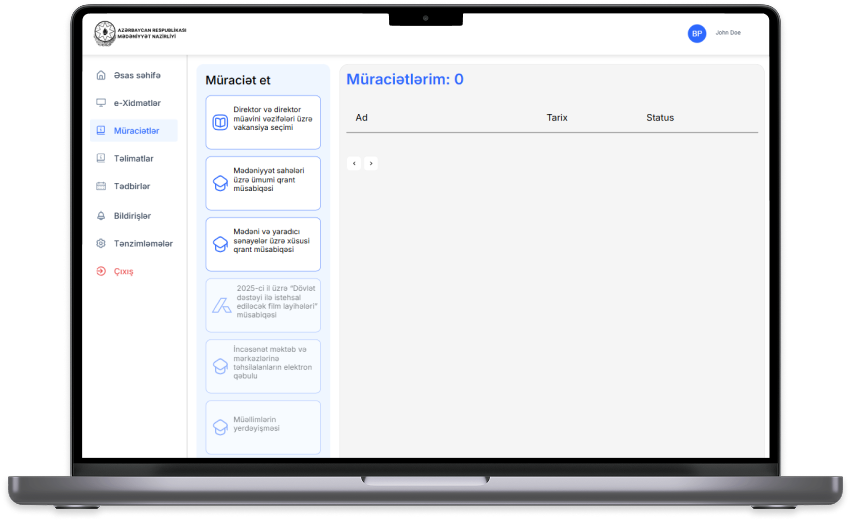 AZƏRBAYCAN RESPUBLİKASI
MƏDƏNİYYƏT NAZİRLİYİ
BP
John Doe
Əsas səhifə
e-Xidmətlər
Müraciətlər
Təlimatlar
Tədbirlər
Bildirişlər
Tənzimləmələr
Çıxış
Müraciət et
Direktor və direktor
müavini vəzifələri üzrə
vakansiya seçimi
Mədəniyyət sahələri
üzrə ümumi qrant
müsabiqəsi
Mədəni və yaradıcı
sənayelər üzrə xüsusi
qrant müsabiqəsi
2025-ci il üzrə "Dövlət
dəstəyi ilə istehsal
ediləcək film layihələri"
müsabiqəsi
İncəsənət məktəb və
mərkəzlərinə
təhsilalanların elektron
qəbulu
Müəllimlərin
yerdəyişməsi
Müraciətlərim: 0
Ad Tarix Status
‹ ›